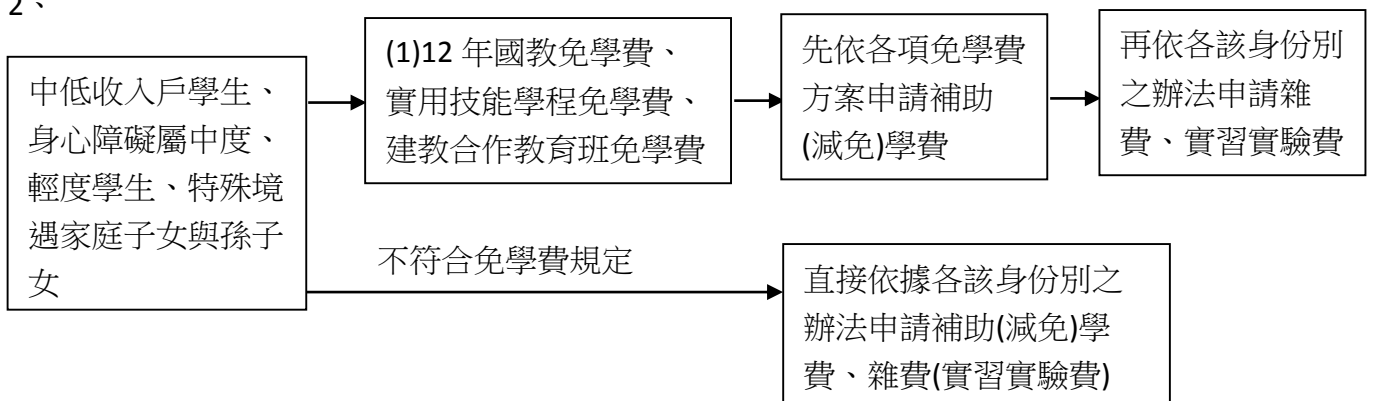 2、
中低收入戶學生、
身心障礙屬中度、
輕度學生、特殊境
遇家庭子女與孫子
女
(1)12 年國教免學費、
實用技能學程免學費、
建教合作教育班免學費
先依各項免學費
方案申請補助
(減免)學費
再依各該身份別
之辦法申請雜
費、實習實驗費
不符合免學費規定
直接依據各該身份別之
辦法申請補助(減免)學
費、雜費(實習實驗費)